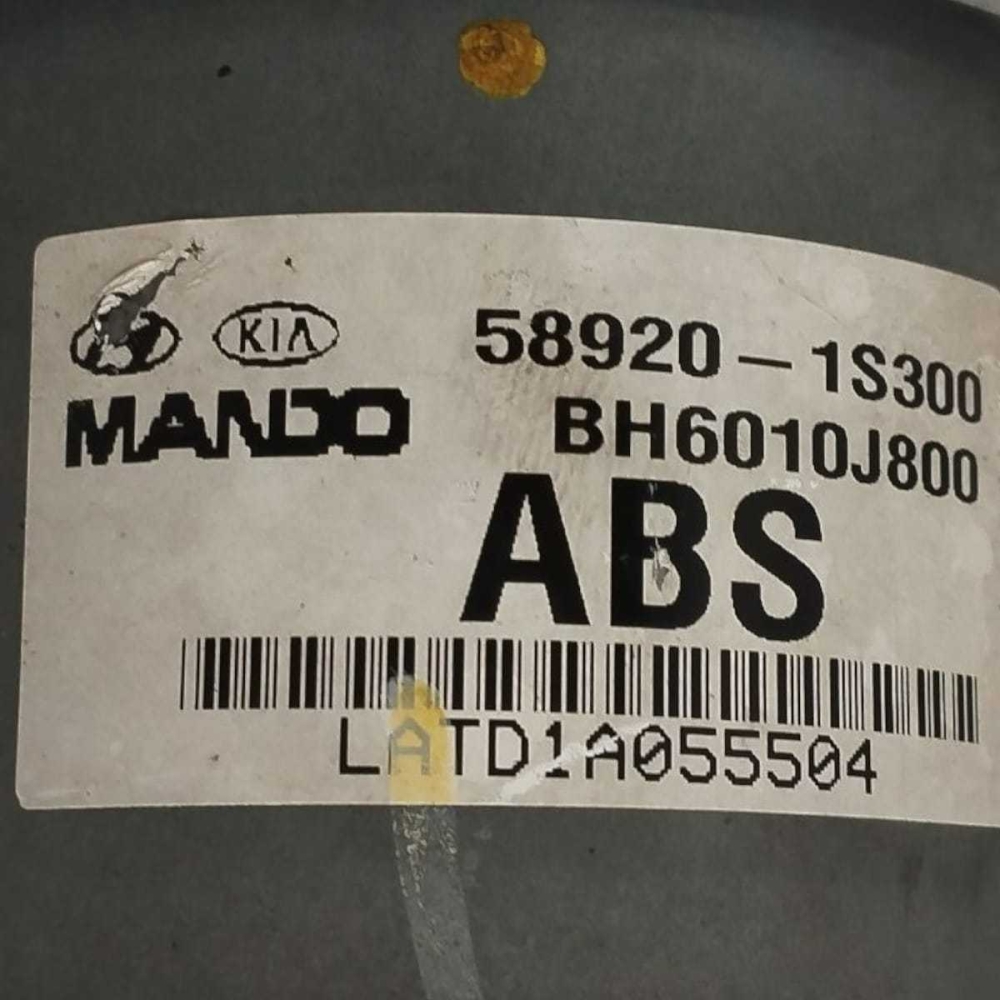 KIA
58920-1S300
MANDO
BH6010J800
ABS
LATD1A055504